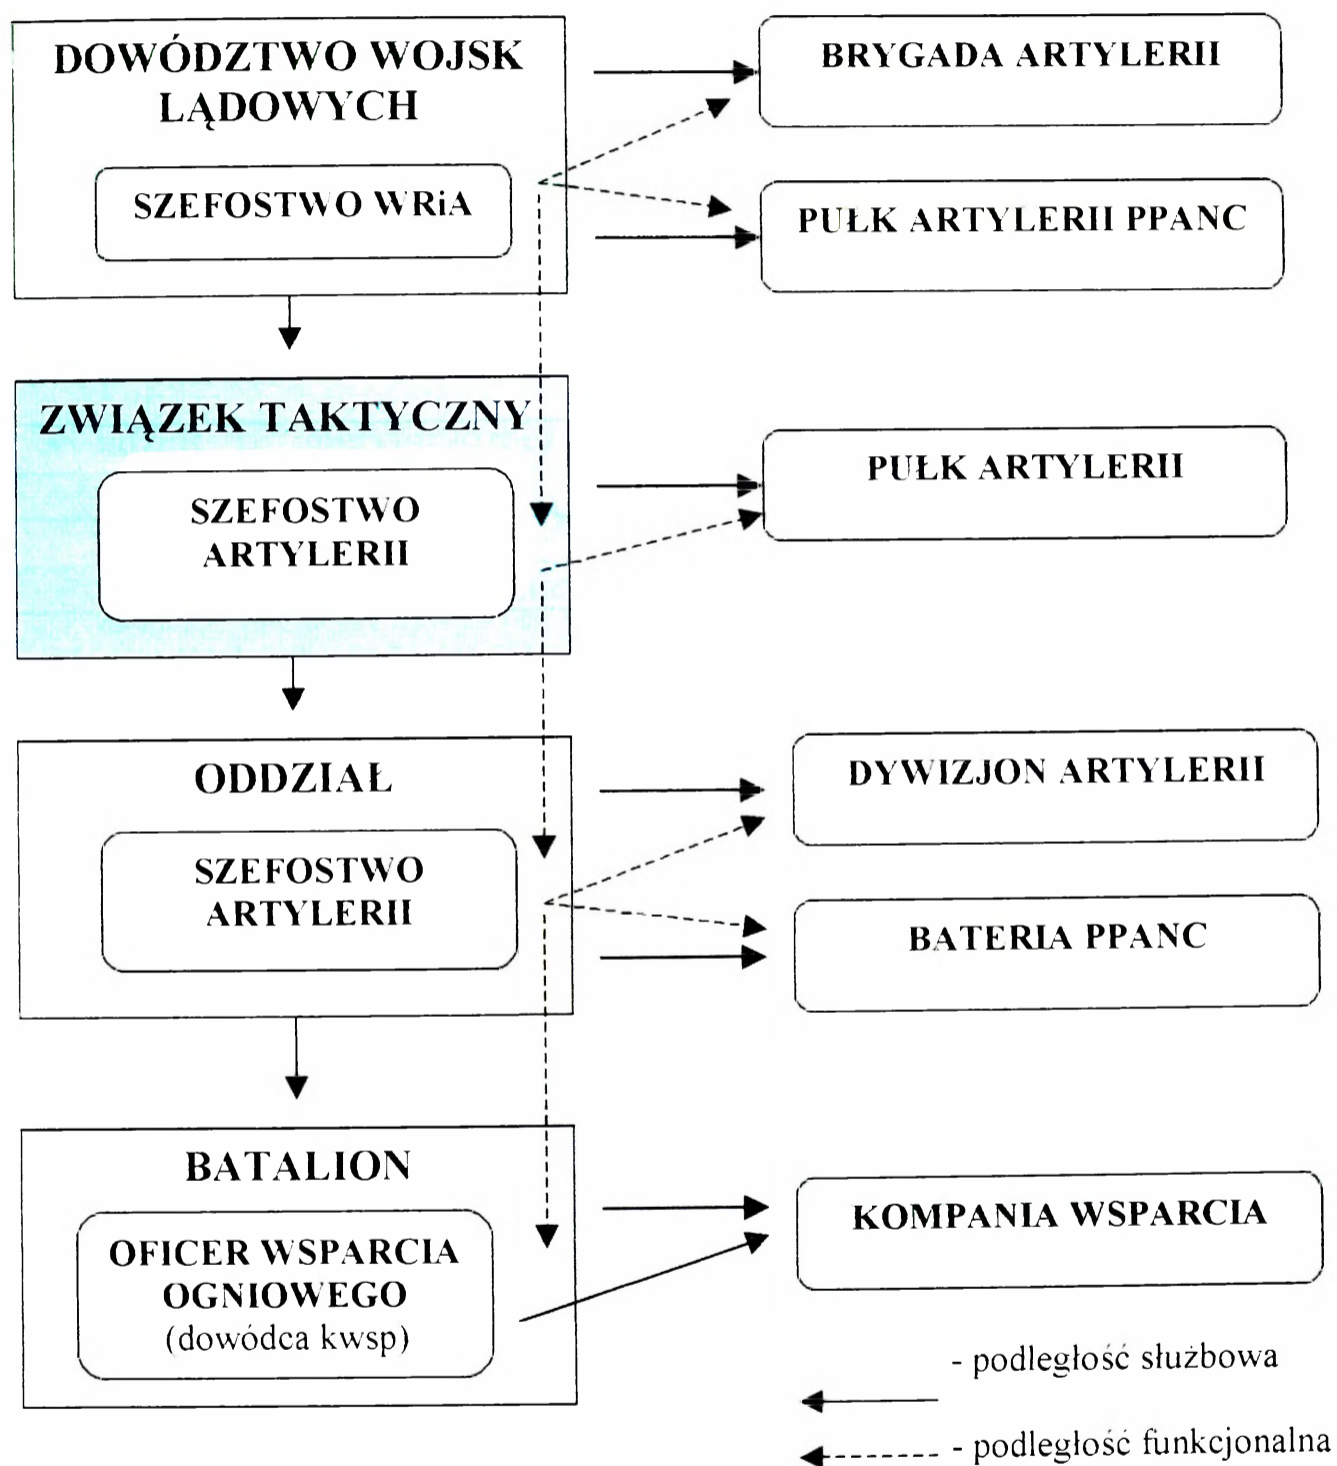 DOWÓDZTWO WOJSK
LĄDOWYCH
SZEFOSTWO WRiA
BRYGADA ARTYLERII
PUŁK ARTYLERII PPANC
ZWIĄZEK TAKTYCZNY
SZEFOSTWO
ARTYLERII
PUŁK ARTYLERII
ODDZIAŁ
SZEFOSTWO
ARTYLERII
DYWIZJON ARTYLERII
BATERIA PPANC
BATALION
OFICER WSPARCIA
OGNIOWEGO
(dowódca kwsp)
KOMPANIA WSPARCIA
- podległość służbowa
- podległość funkcjonalna